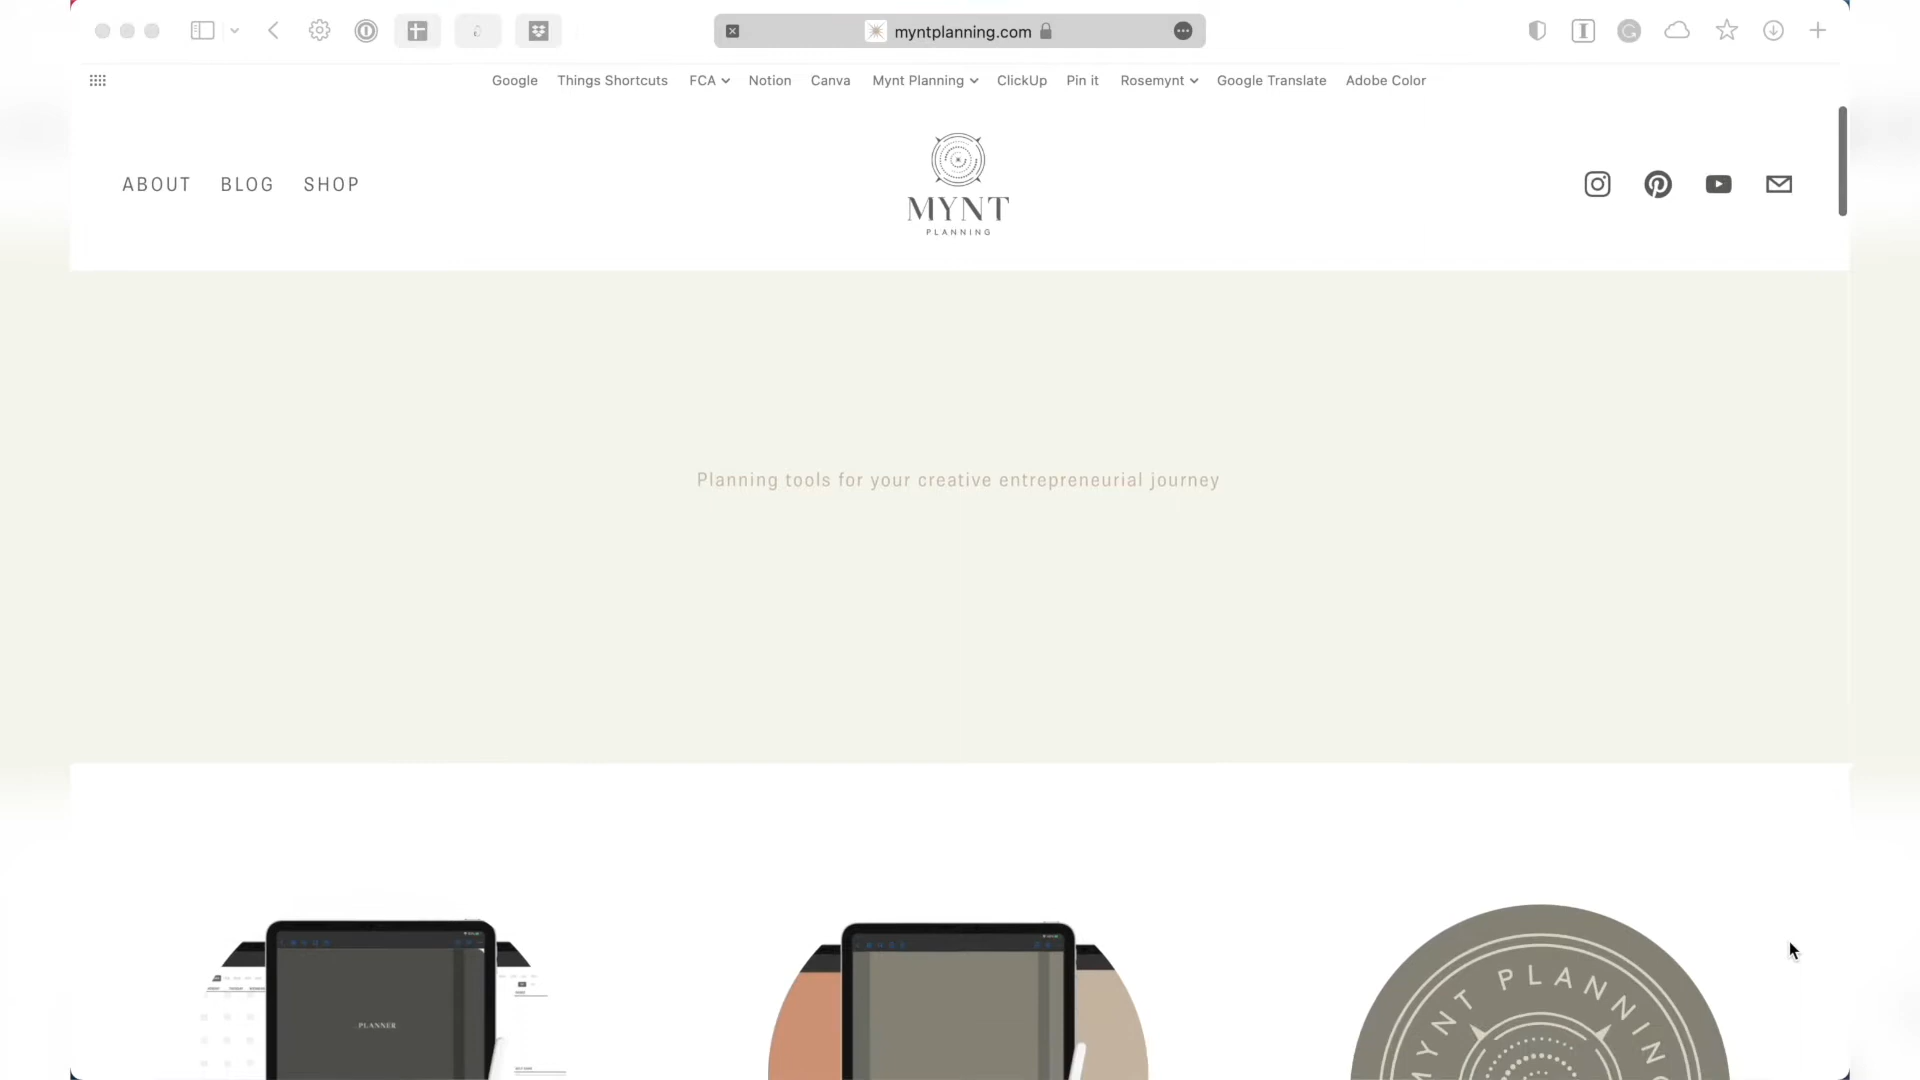 myntplanning.com
Google Things Shortcuts FCA Notion Canva Mynt Planning ClickUp Pin it Rosemynt Google Translate Adobe Color
ABOUT BLOG SHOP
MYNT
PLANNING
Planning tools for your creative entrepreneurial journey
PLANNER
MYNT PLANNING